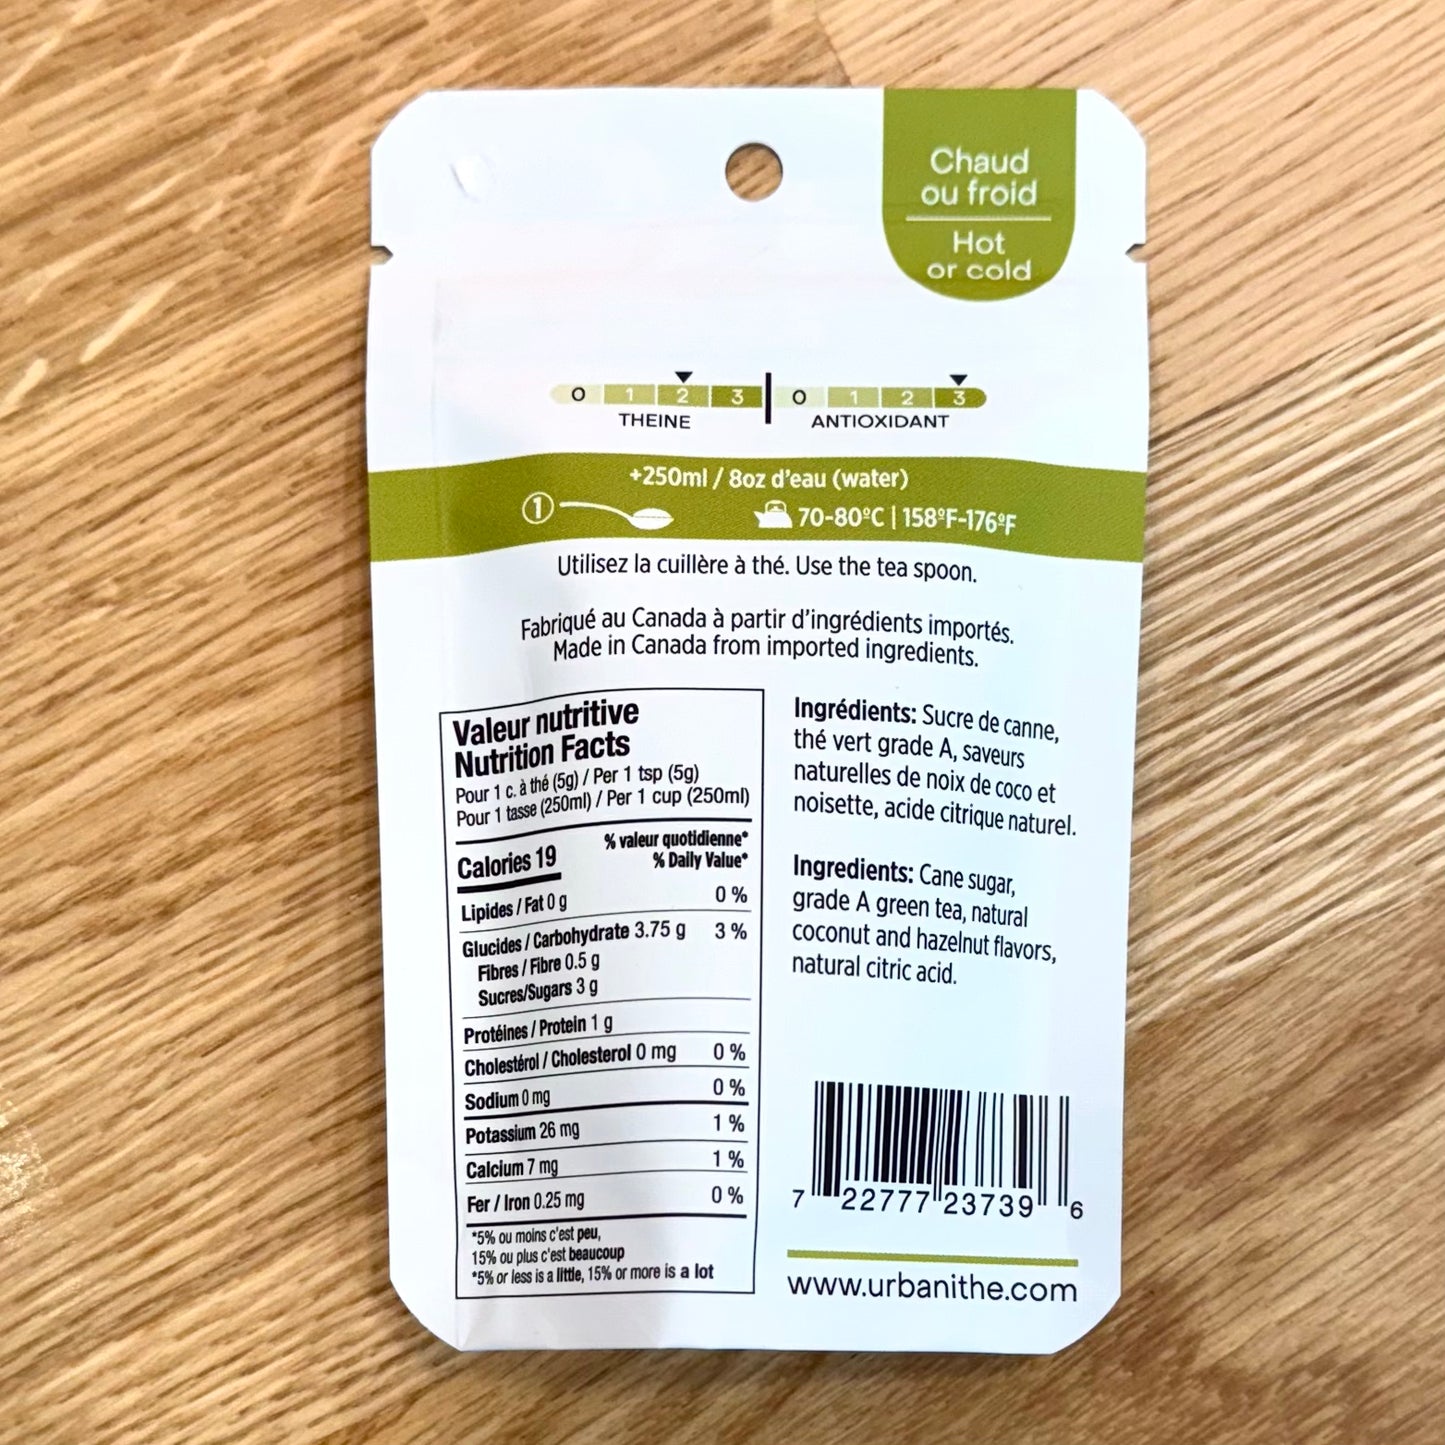 Chaud
ou froid
Hot
or cold
0 1 2 3 0 1 2 3
THEINE ANTIOXIDANT
+250ml / 8oz d'eau (water)
1 70-80ºC | 158ºF-176ºF
Utilisez la cuillère à thé. Use the tea spoon.
Fabriqué au Canada à partir d'ingrédients importés.
Made in Canada from imported ingredients.
Valeur nutritive
Nutrition Facts
Pour 1 c. à thé (5g) / Per 1 tsp (5g)
Pour 1 tasse (250ml) / Per 1 cup (250ml)
% valeur quotidienne*
Calories 19 % Daily Value*
Lipides / Fat 0 g 0 %
Glucides / Carbohydrate 3.75 g 3 %
Fibres / Fibre 0.5 g
Sucres/Sugars 3 g
Protéines / Protein 1 g
Cholestérol / Cholesterol 0 mg 0 %
Sodium 0 mg 0 %
Potassium 26 mg 1 %
Calcium 7 mg 1 %
Fer / Iron 0.25 mg 0 %
*5% ou moins c'est peu,
15% ou plus c'est beaucoup
*5% or less is a little, 15% or more is a lot
Ingrédients: Sucre de canne,
thé vert grade A, saveurs
naturelles de noix de coco et
noisette, acide citrique naturel.
Ingredients: Cane sugar,
grade A green tea, natural
coconut and hazelnut flavors,
natural citric acid.
7 22777 23739 6
www.urbanithe.com